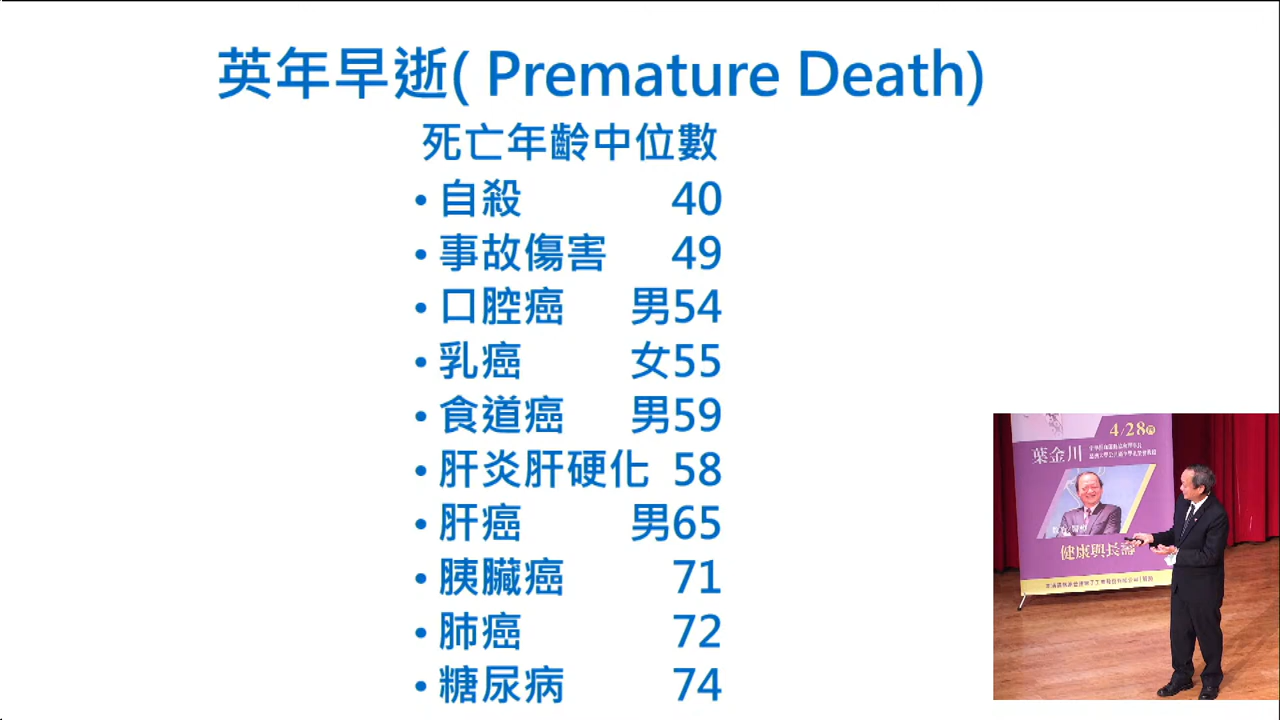 英年早逝( Premature Death)
死亡年齡中位數
• 自殺 40
• 事故傷害 49
• 口腔癌 男54
• 乳癌 女55
• 食道癌 男59
• 肝炎肝硬化 58
• 肝癌 男65
• 胰臟癌 71
• 肺癌 72
• 糖尿病 74
4/28
葉金川
健康與長壽